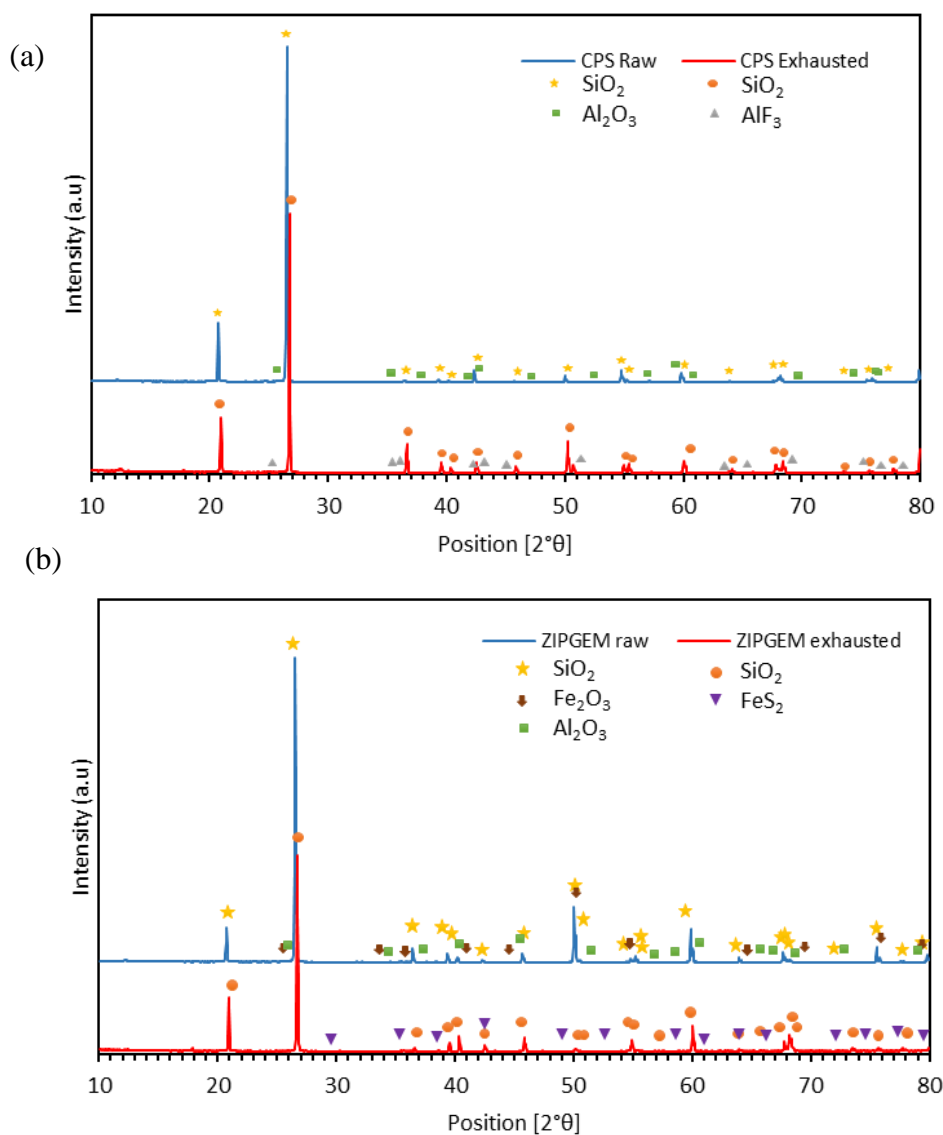 (a)
CPS Raw CPS Exhausted
SiO₂ SiO₂
Al₂O₃ AlF₃
Intensity (a.u)
10 20 30 40 50 60 70 80
Position [2°θ]
(b)
ZIPGEM raw ZIPGEM exhausted
SiO₂ SiO₂
Fe₂O₃ FeS₂
Al₂O₃
Intensity (a.u)
10 20 30 40 50 60 70 80
Position [2°θ]